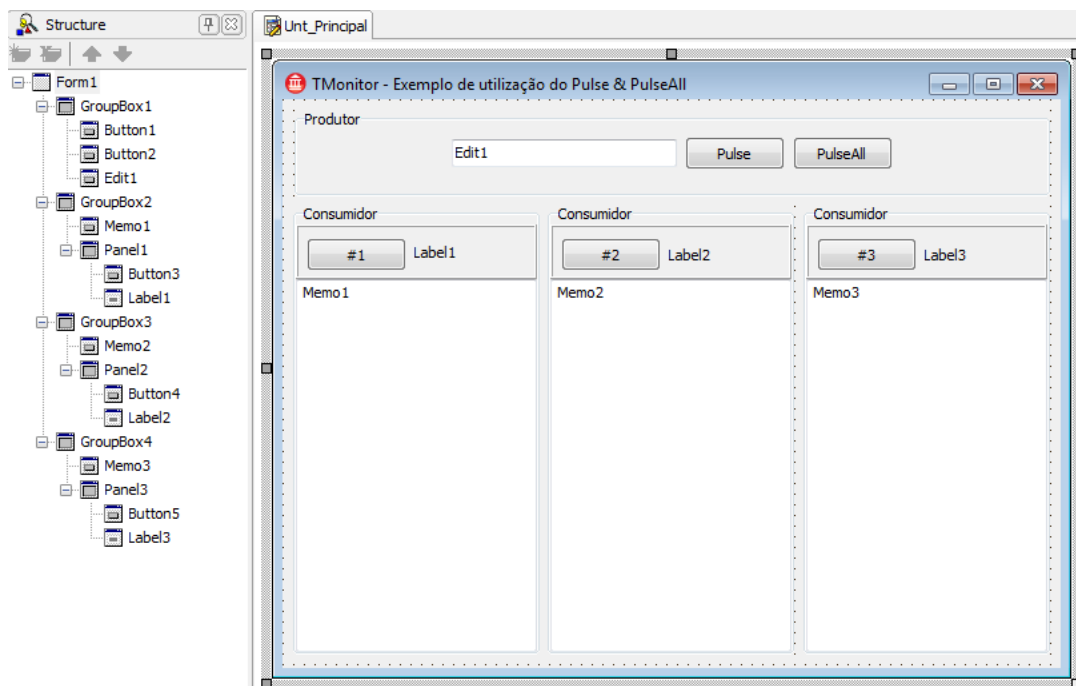 Structure
Form1
GroupBox1
Button1
Button2
Edit1
GroupBox2
Memo1
Panel1
Button3
Label1
GroupBox3
Memo2
Panel2
Button4
Label2
GroupBox4
Memo3
Panel3
Button5
Label3
Unt_Principal
TMonitor - Exemplo de utilização do Pulse & PulseAll
Produtor
Edit1 Pulse PulseAll
Consumidor Consumidor Consumidor
#1 Label1 #2 Label2 #3 Label3
Memo1 Memo2 Memo3